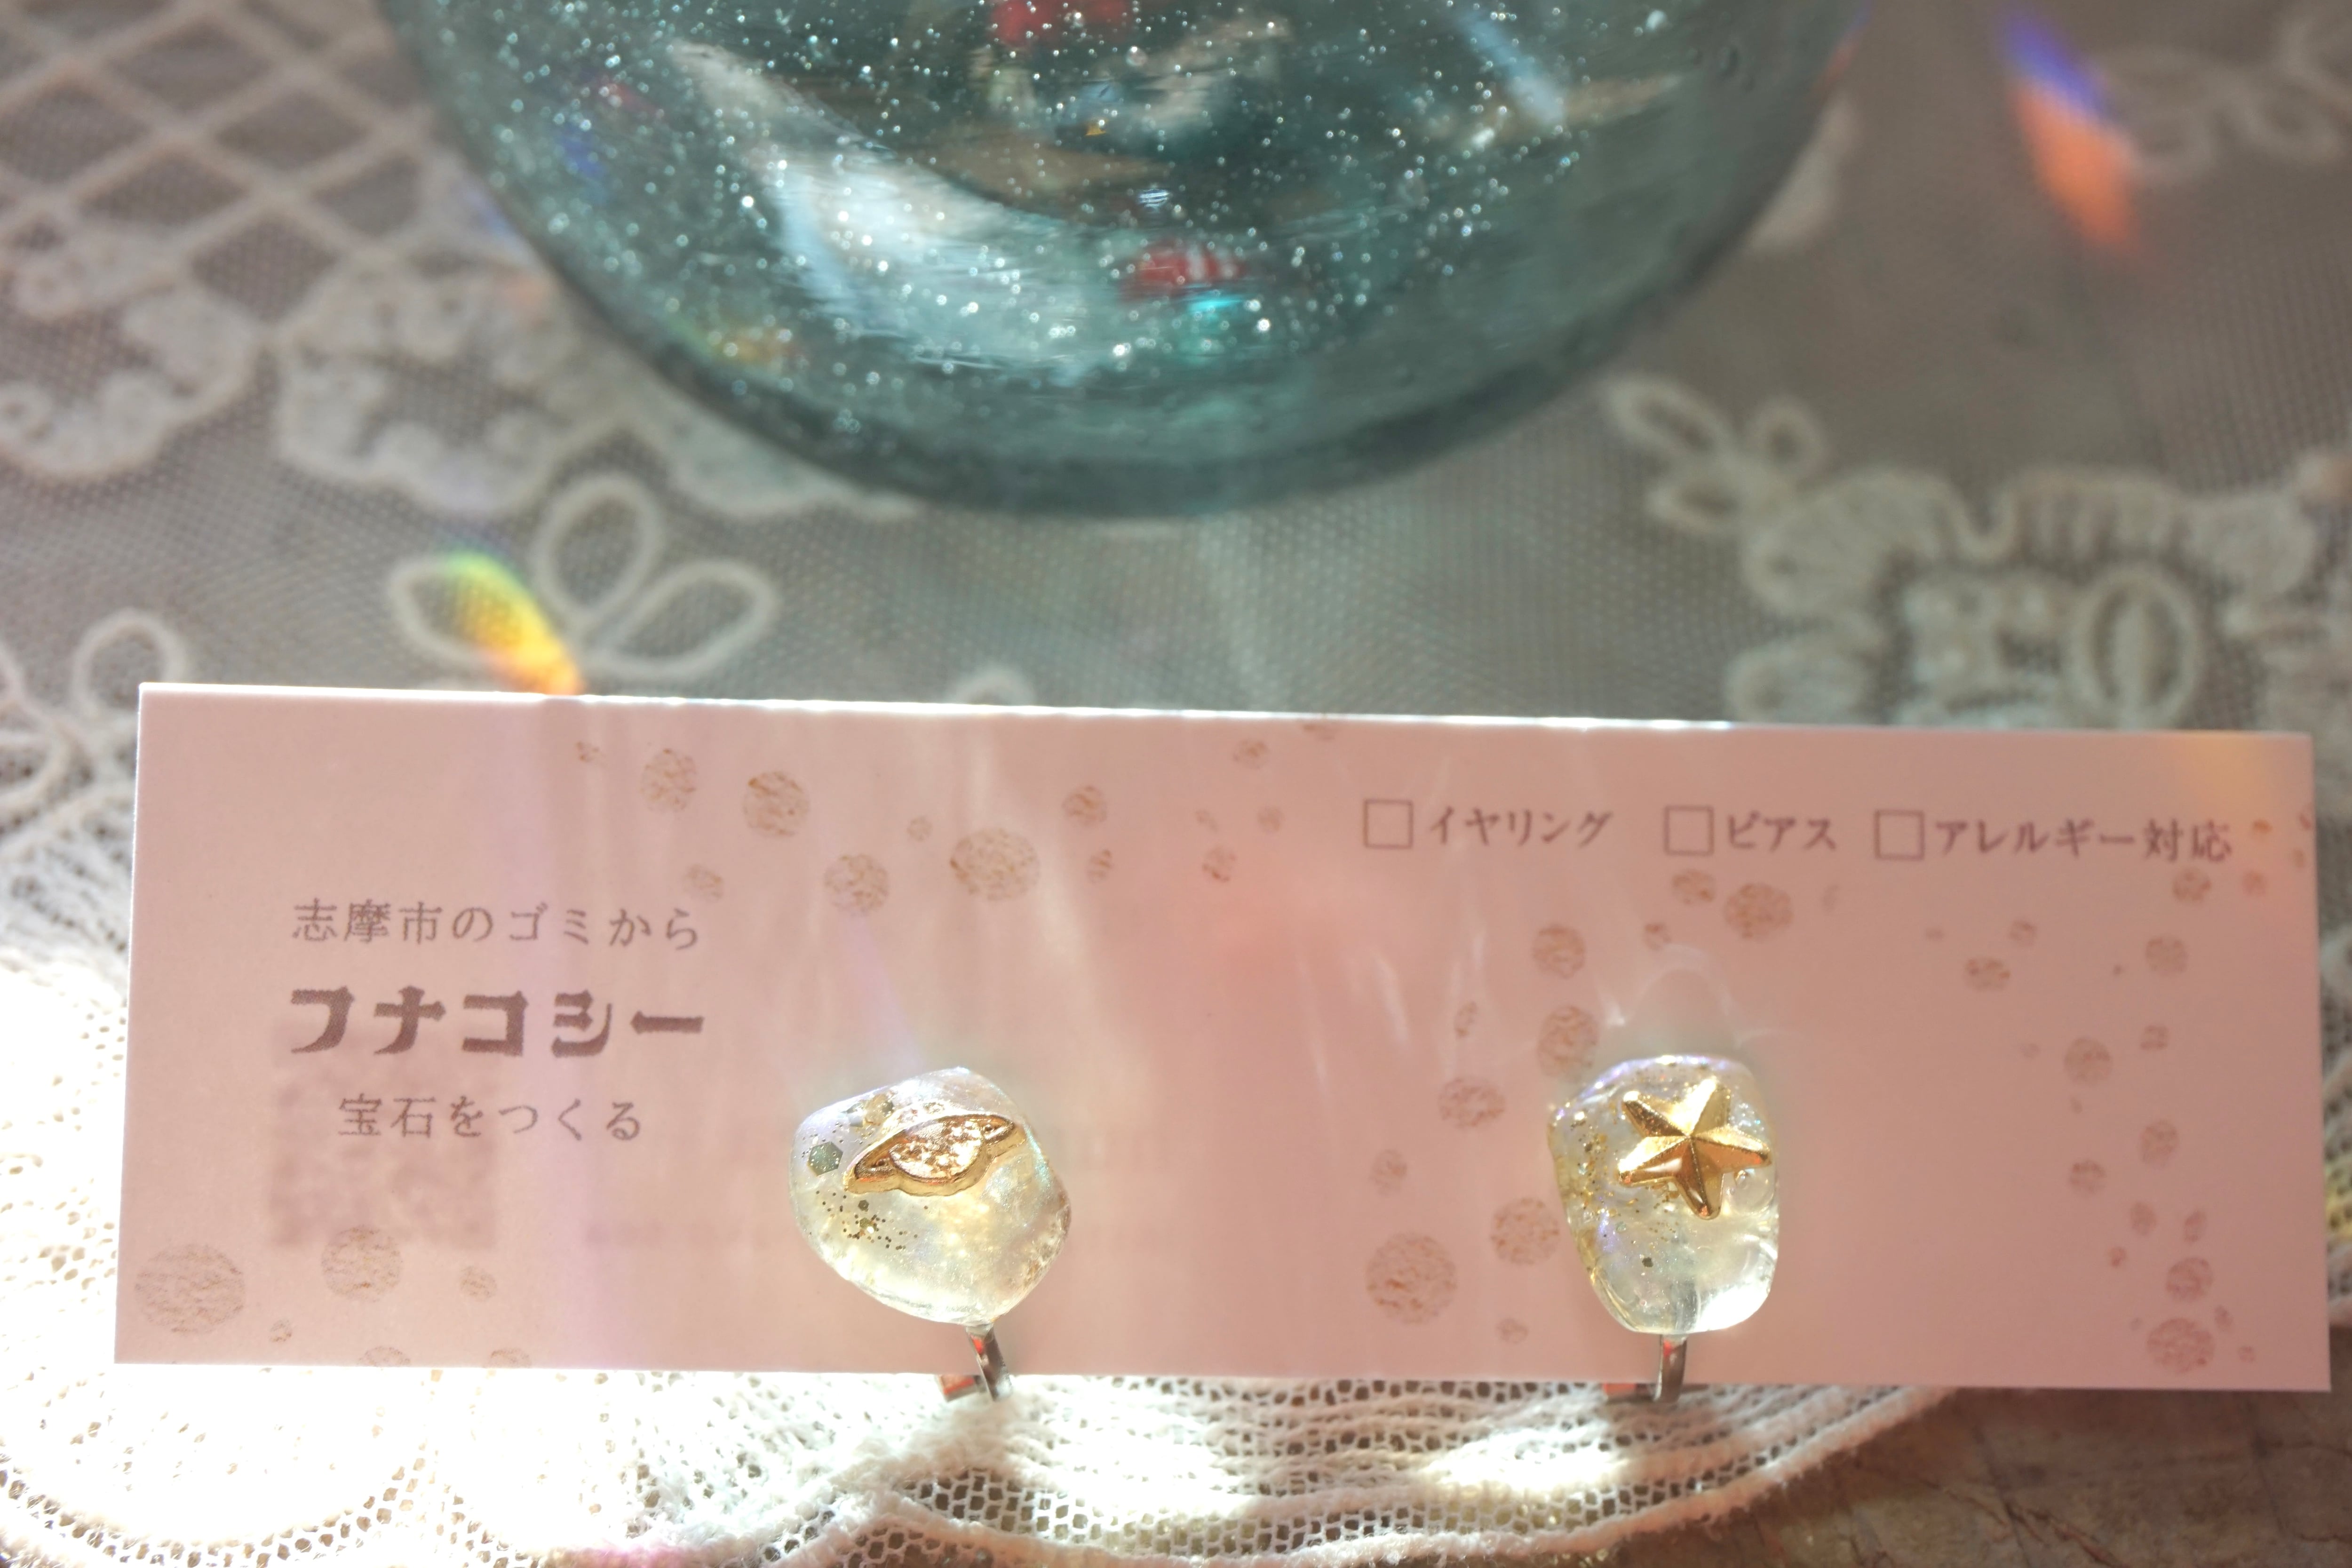 □イヤリング □ピアス □アレルギー対応
志摩市のゴミから
フナコシー
宝石をつくる